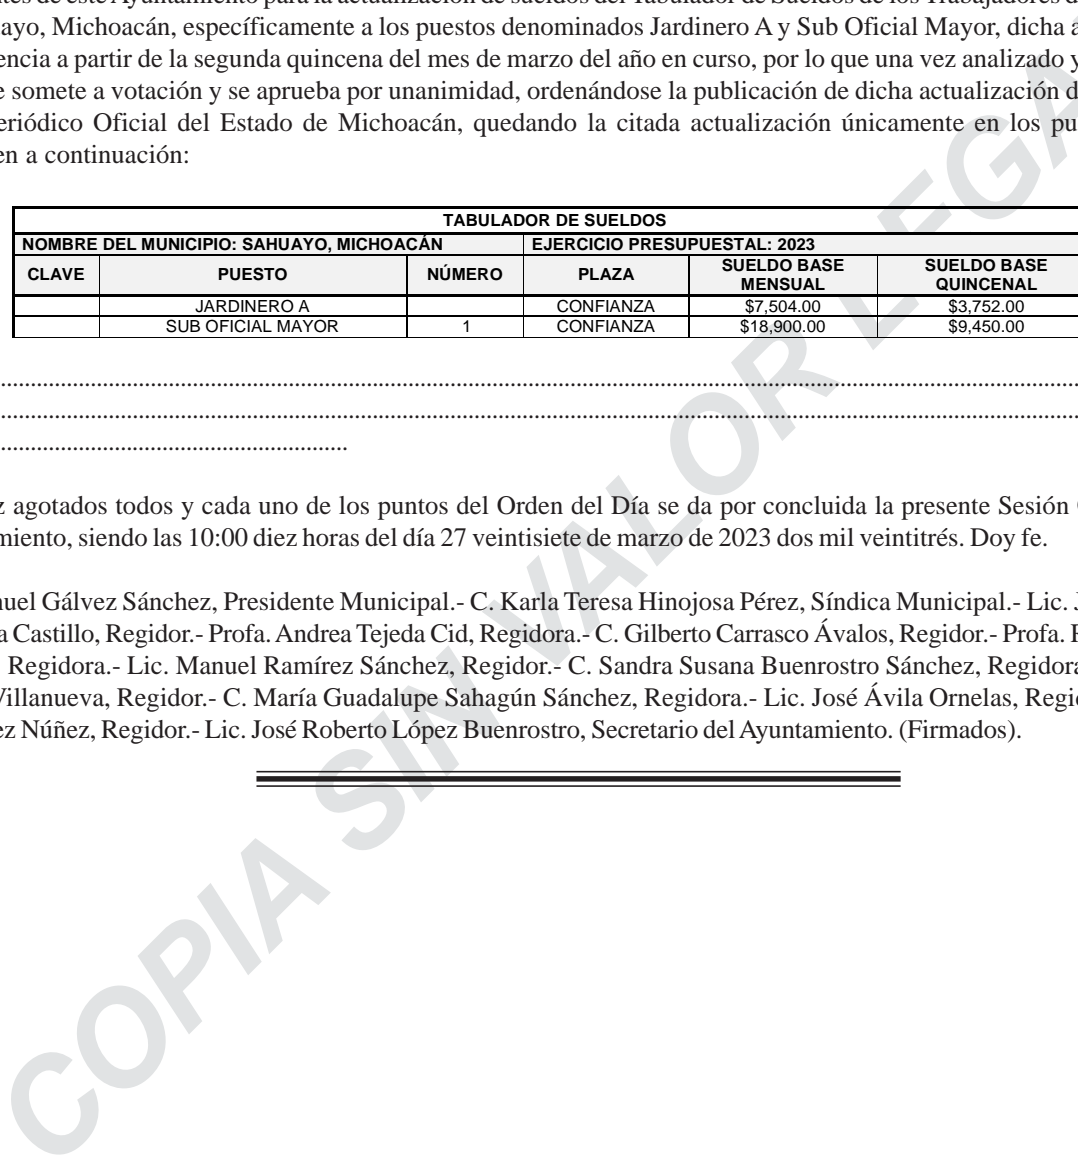 de este Ayuntamiento para la actualización de sueldos del Tabulador de Sueldos de los Trabajadores
ayo, Michoacán, específicamente a los puestos denominados Jardinero A y Sub Oficial Mayor, dicha a
encia a partir de la segunda quincena del mes de marzo del año en curso, por lo que una vez analizado y
e somete a votación y se aprueba por unanimidad, ordenándose la publicación de dicha actualización d
eriódico Oficial del Estado de Michoacán, quedando la citada actualización únicamente en los pu
en a continuación:
TABULADOR DE SUELDOS
NOMBRE DEL MUNICIPIO: SAHUAYO, MICHOACÁN EJERCICIO PRESUPUESTAL: 2023
CLAVE PUESTO NÚMERO PLAZA SUELDO BASE MENSUAL SUELDO BASE QUINCENAL
JARDINERO A CONFIANZA $7,504.00 $3,752.00
SUB OFICIAL MAYOR 1 CONFIANZA $18,900.00 $9,450.00
z agotados todos y cada uno de los puntos del Orden del Día se da por concluida la presente Sesión
miento, siendo las 10:00 diez horas del día 27 veintisiete de marzo de 2023 dos mil veintitrés. Doy fe.
nuel Gálvez Sánchez, Presidente Municipal.- C. Karla Teresa Hinojosa Pérez, Síndica Municipal.- Lic. J
a Castillo, Regidor.- Profa. Andrea Tejeda Cid, Regidora.- C. Gilberto Carrasco Ávalos, Regidor.- Profa.
Regidora.- Lic. Manuel Ramírez Sánchez, Regidor.- C. Sandra Susana Buenrostro Sánchez, Regidora
Villanueva, Regidor.- C. María Guadalupe Sahagún Sánchez, Regidora.- Lic. José Ávila Ornelas, Regi
ez Núñez, Regidor.- Lic. José Roberto López Buenrostro, Secretario del Ayuntamiento. (Firmados).
COPIA SIN VALOR LEGA